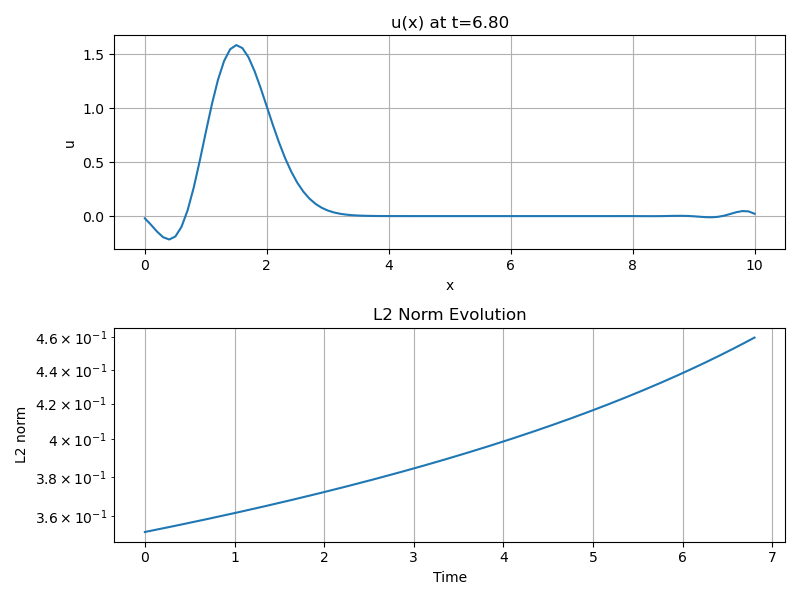 u(x) at t=6.80
u
1.5
1.0
0.5
0.0
0 2 4 6 8 10
x
L2 Norm Evolution
L2 norm
4.6 × 10⁻¹
4.4 × 10⁻¹
4.2 × 10⁻¹
4 × 10⁻¹
3.8 × 10⁻¹
3.6 × 10⁻¹
0 1 2 3 4 5 6 7
Time